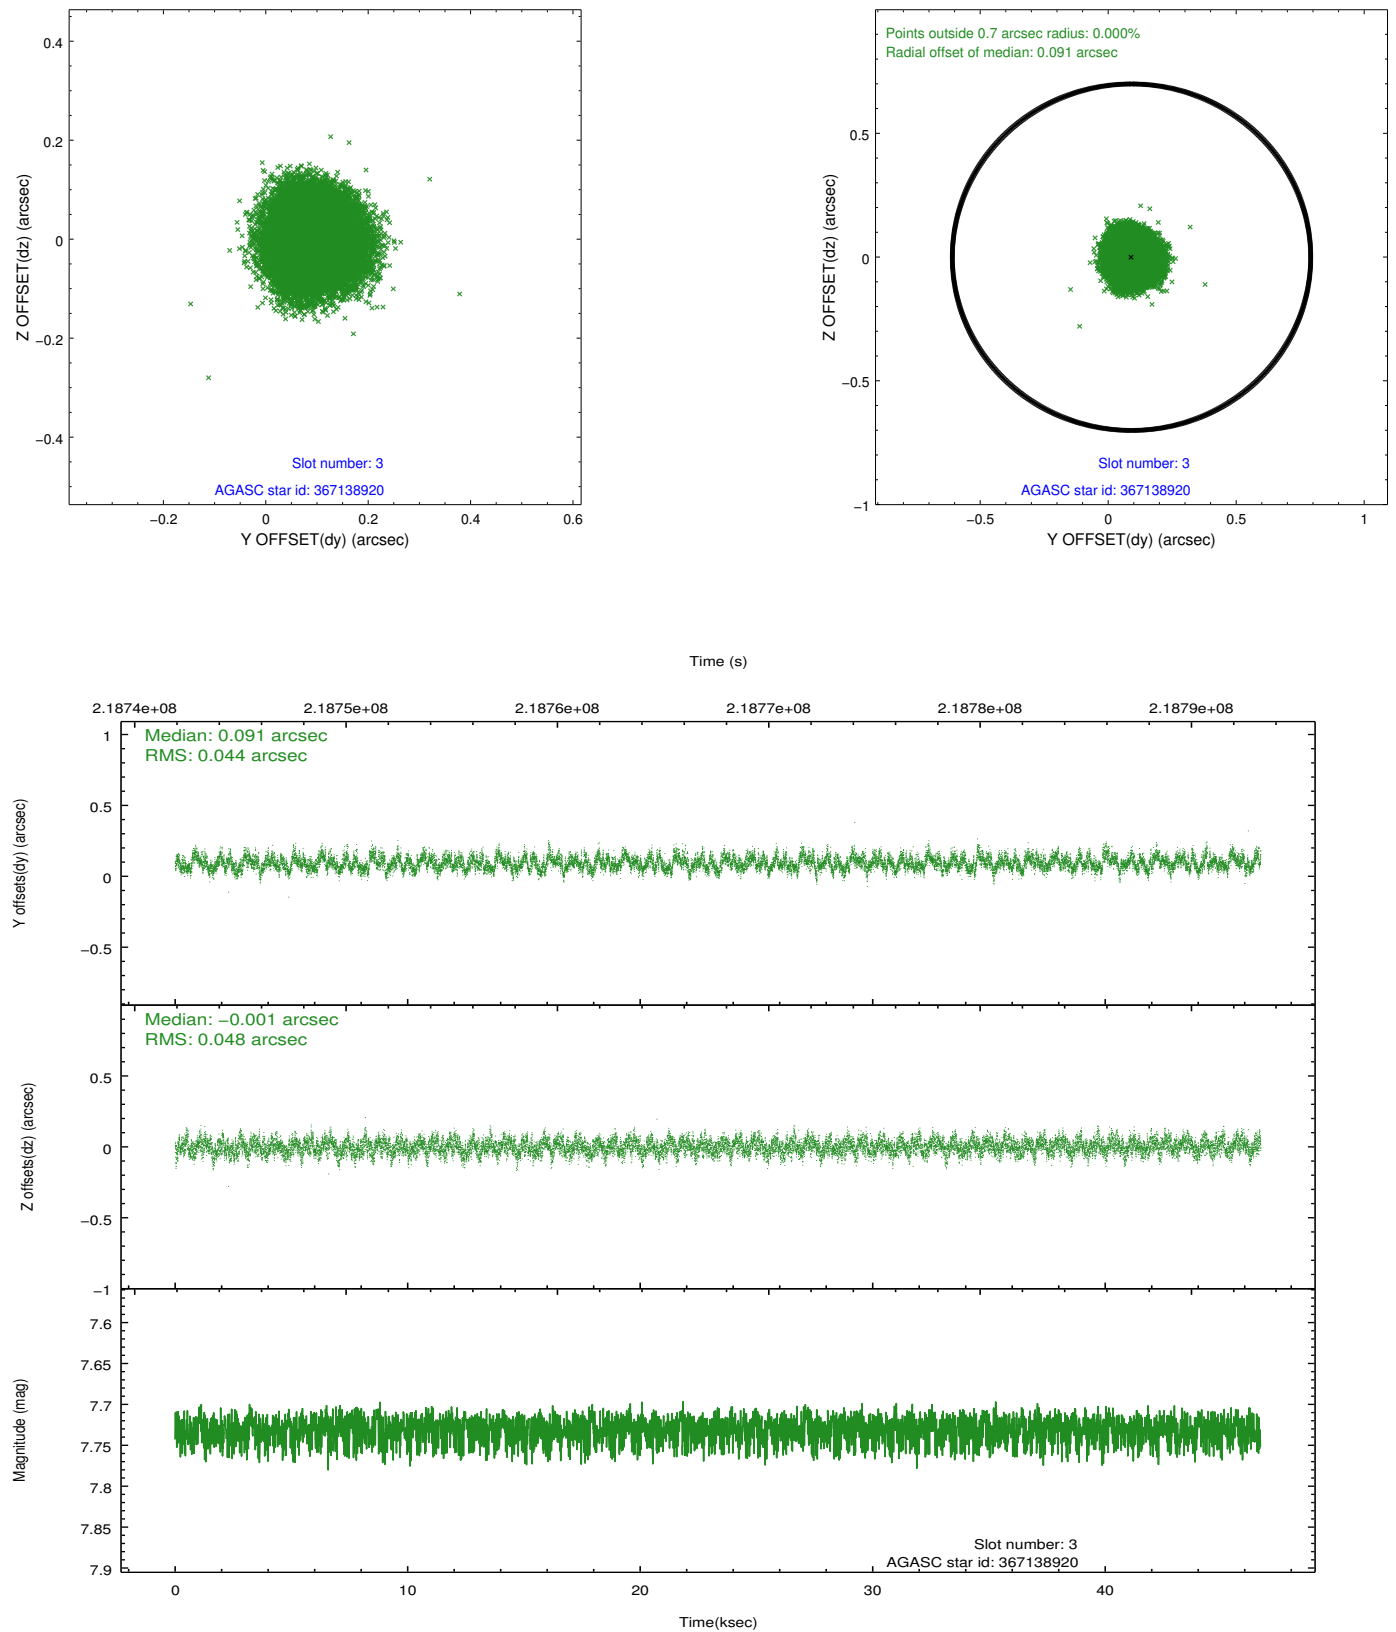 0.4
0.2
0
−0.2
−0.4
Z OFFSET(dz) (arcsec)
Slot number: 3
AGASC star id: 367138920
−0.2 0 0.2 0.4 0.6
Y OFFSET(dy) (arcsec)
Points outside 0.7 arcsec radius: 0.000%
Radial offset of median: 0.091 arcsec
0.5
0
−0.5
−1
Z OFFSET(dz) (arcsec)
Slot number: 3
AGASC star id: 367138920
−0.5 0 0.5 1
Y OFFSET(dy) (arcsec)
Time (s)
2.1874e+08 2.1875e+08 2.1876e+08 2.1877e+08 2.1878e+08 2.1879e+08
Median: 0.091 arcsec
RMS: 0.044 arcsec
1
0.5
0
−0.5
Y offsets(dy) (arcsec)
Median: −0.001 arcsec
RMS: 0.048 arcsec
0.5
0
−0.5
−1
Z offsets(dz) (arcsec)
7.6
7.65
7.7
7.75
7.8
7.85
7.9
Magnitude (mag)
Slot number: 3
AGASC star id: 367138920
0 10 20 30 40
Time(ksec)